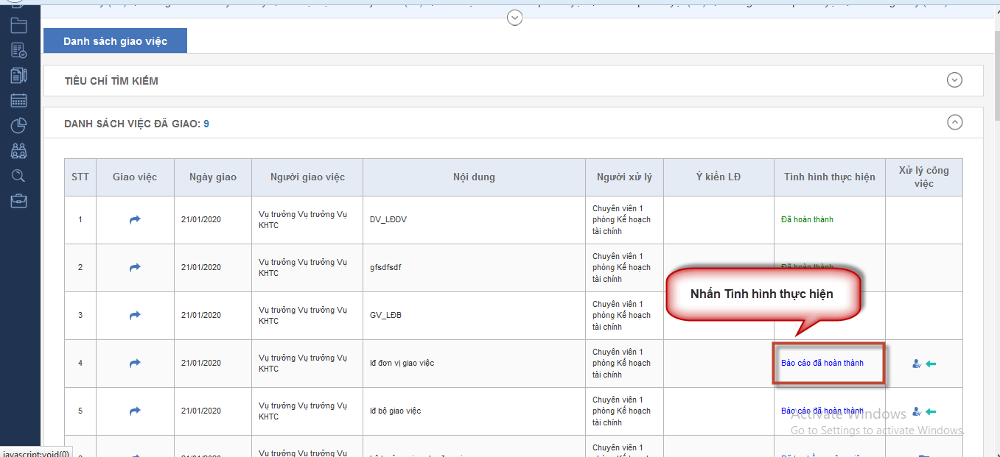 Danh sách giao việc
TIÊU CHÍ TÌM KIẾM
DANH SÁCH VIỆC ĐÃ GIAO: 9
STT Giao việc Ngày giao Người giao việc Nội dung Người xử lý Ý kiến LĐ Tình hình thực hiện Xử lý công
việc
1 21/01/2020 Vụ trưởng Vụ trưởng Vụ
KHTC DV_LĐDV Chuyên viên 1
phòng Kế hoạch
tài chính Đã hoàn thành
2 21/01/2020 Vụ trưởng Vụ trưởng Vụ
KHTC gfsdfsdf Chuyên viên 1
phòng Kế hoạch
tài chính Đã hoàn thành
Nhấn Tình hình thực hiện
3 21/01/2020 Vụ trưởng Vụ trưởng Vụ
KHTC GV_LĐB Chuyên viên 1
phòng Kế hoạch
tài chính
4 21/01/2020 Vụ trưởng Vụ trưởng Vụ
KHTC lđ đơn vị giao việc Chuyên viên 1
phòng Kế hoạch
tài chính Báo cáo đã hoàn thành
5 21/01/2020 Vụ trưởng Vụ trưởng Vụ
KHTC lđ bộ giao việc Chuyên viên 1
phòng Kế hoạch
tài chính Báo cáo đã hoàn thành
Activate Windows
Go to Settings to activate Windows.
Vụ trưởng Vụ trưởng Vụ Chuyên viên 1
javascript:void(0)